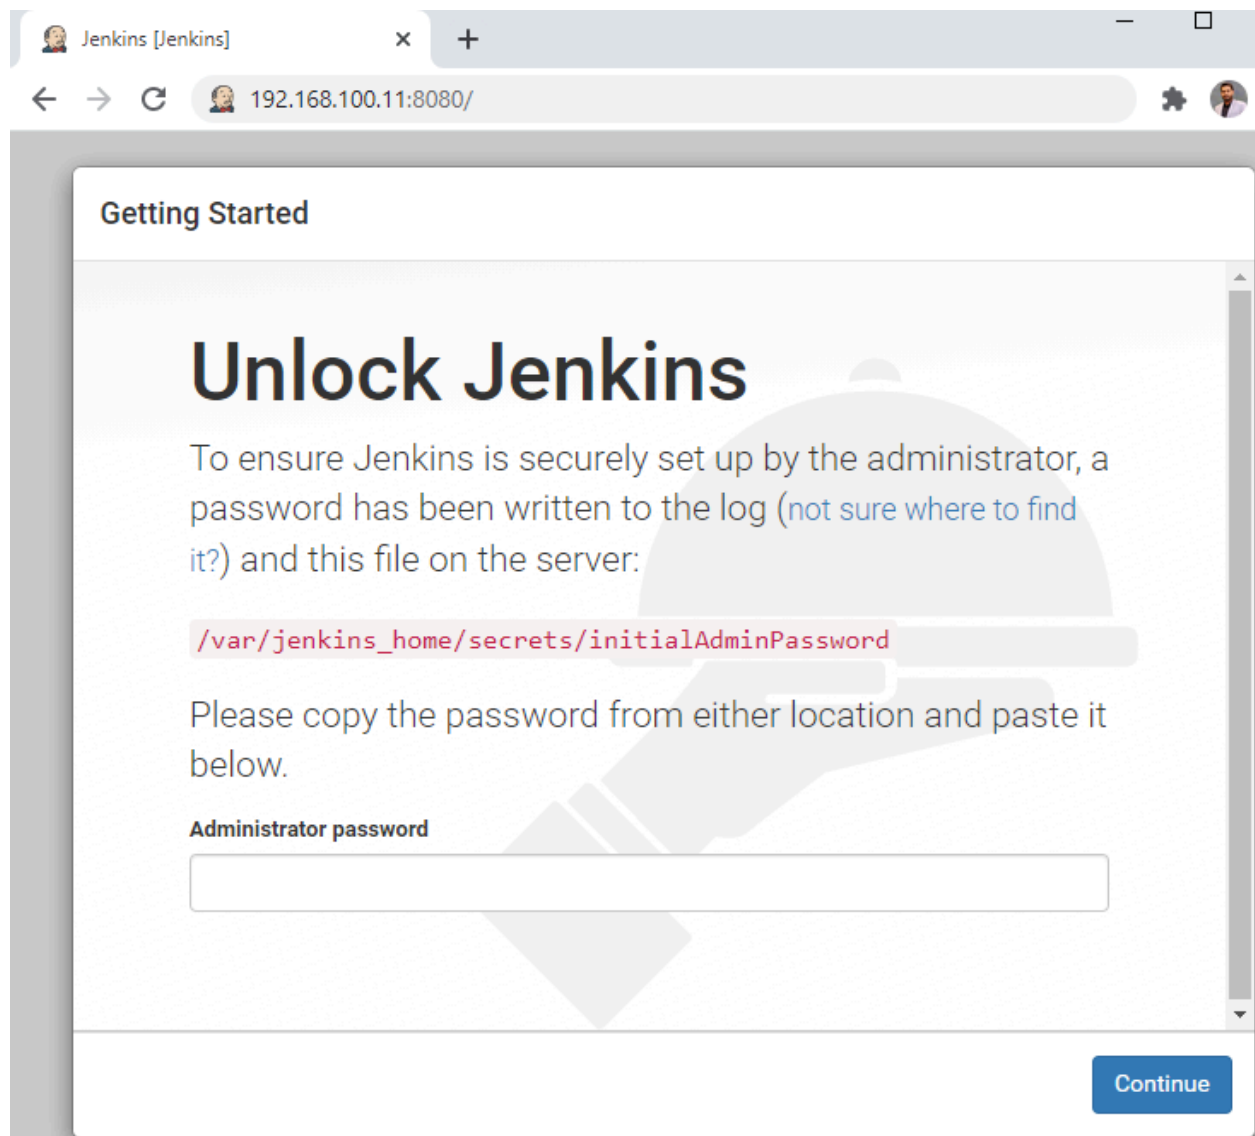 Jenkins [Jenkins]
192.168.100.11:8080/
Getting Started
Unlock Jenkins
To ensure Jenkins is securely set up by the administrator, a
password has been written to the log (not sure where to find
it?) and this file on the server:
/var/jenkins_home/secrets/initialAdminPassword
Please copy the password from either location and paste it
below.
Administrator password
Continue